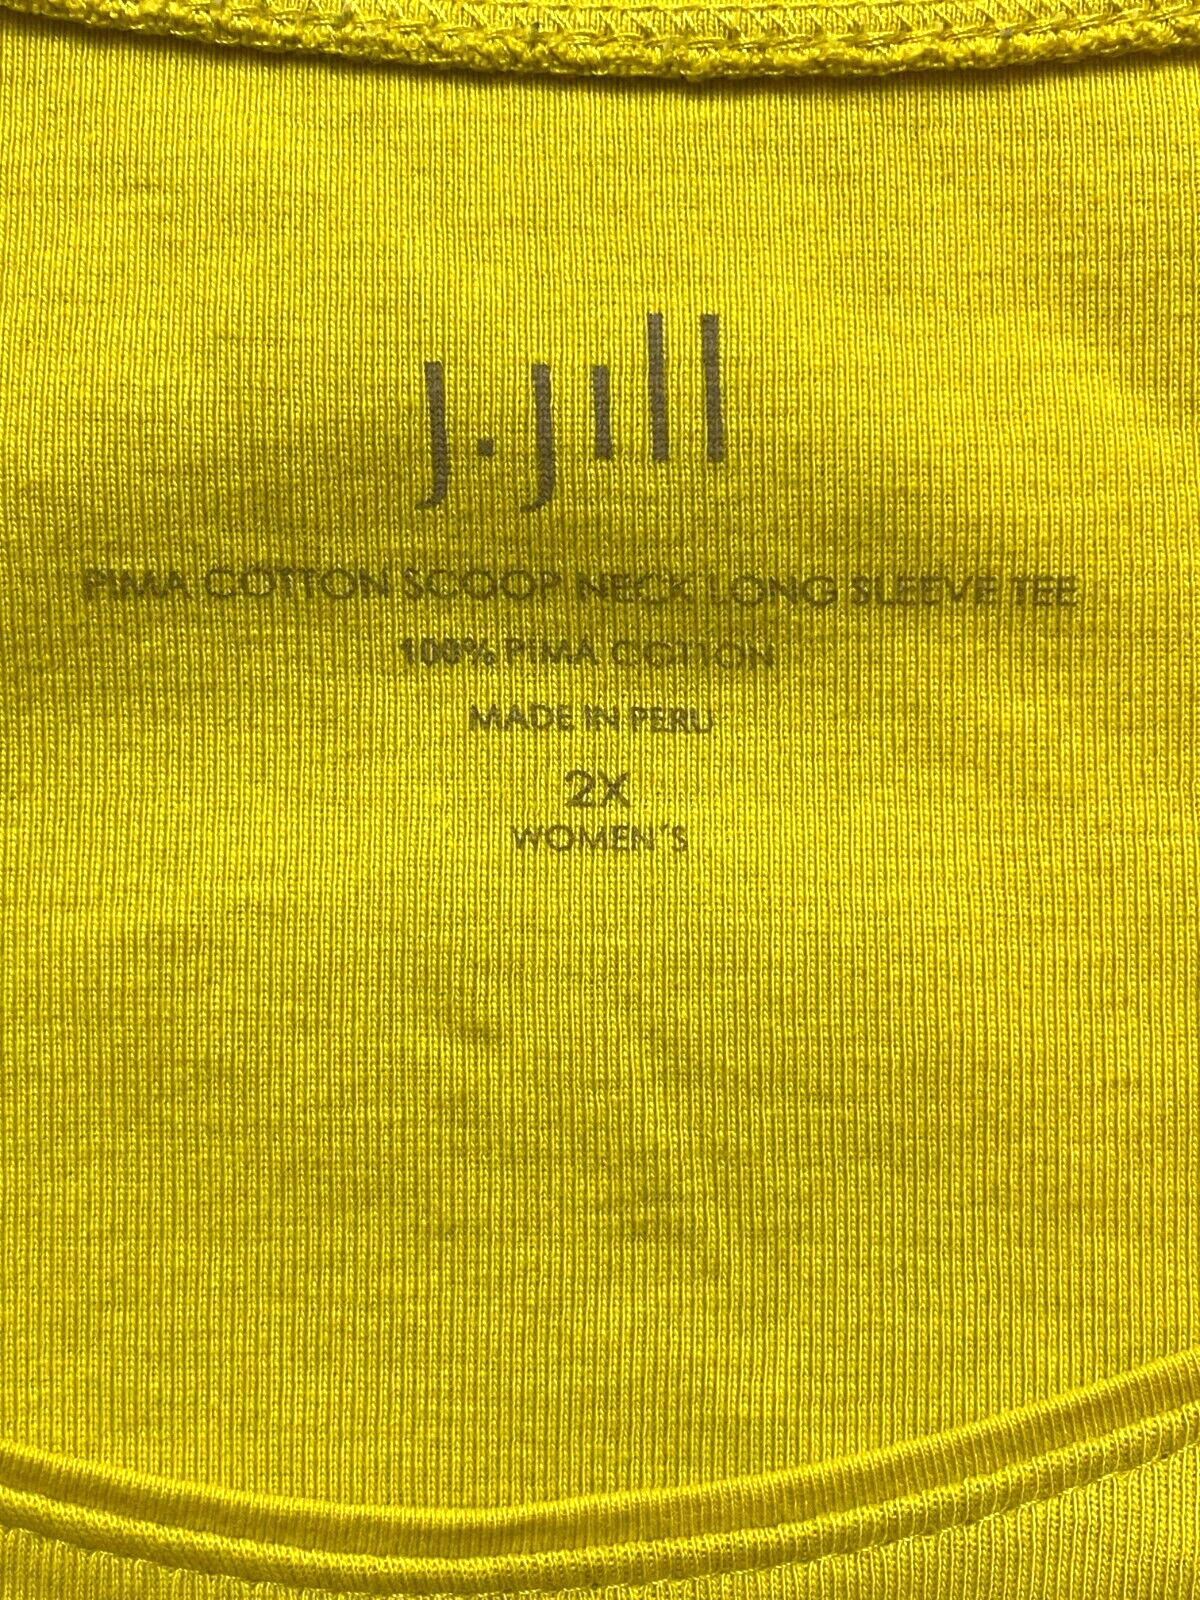 J.Jill
PIMA COTTON SCOOP NECK LONG SLEEVE TEE
100% PIMA COTTON
MADE IN PERU
2X
WOMEN'S